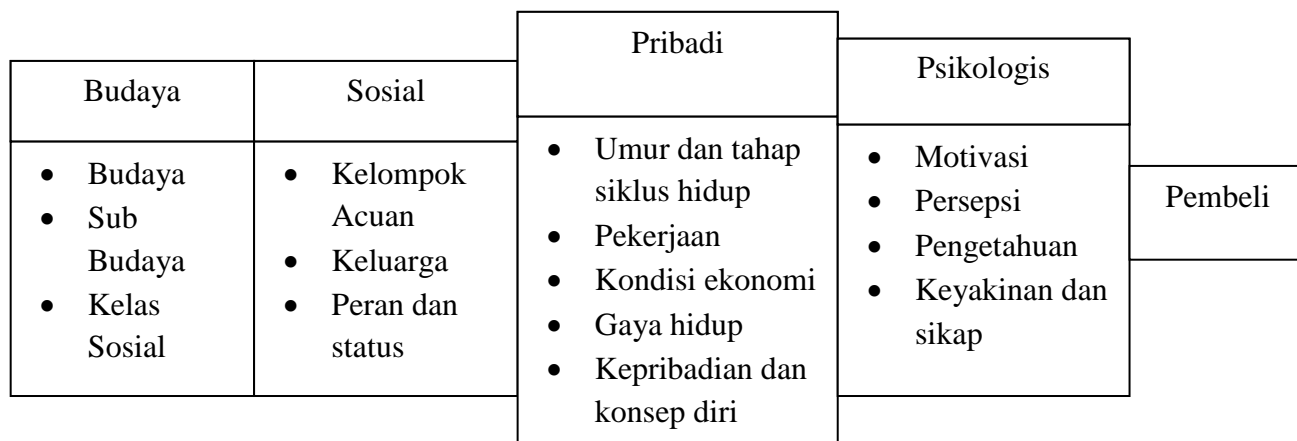 Budaya
• Budaya
• Sub
Budaya
• Kelas
Sosial
Sosial
• Kelompok
Acuan
• Keluarga
• Peran dan
status
Pribadi
• Umur dan tahap
siklus hidup
• Pekerjaan
• Kondisi ekonomi
• Gaya hidup
• Kepribadian dan
konsep diri
Psikologis
• Motivasi
• Persepsi
• Pengetahuan
• Keyakinan dan
sikap
Pembeli